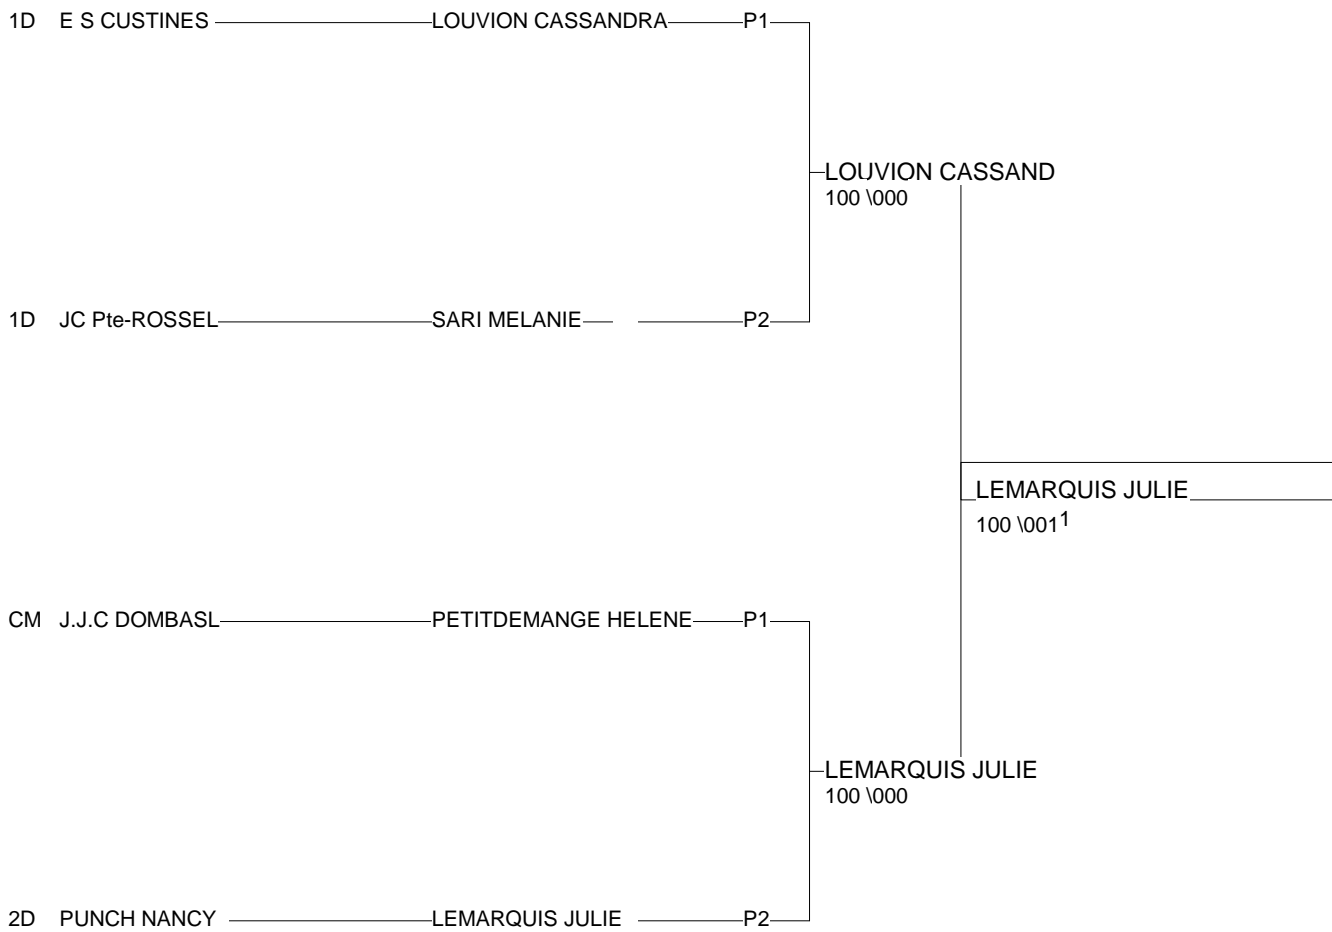 1D E S CUSTINES LOUVION CASSANDRA P1
LOUVION CASSAND
100 \000
1D JC Pte-ROSSEL SARI MELANIE P2
LEMARQUIS JULIE
100 \001 1
CM J.J.C DOMBASL PETITDEMANGE HELENE P1
LEMARQUIS JULIE
100 \000
2D PUNCH NANCY LEMARQUIS JULIE P2